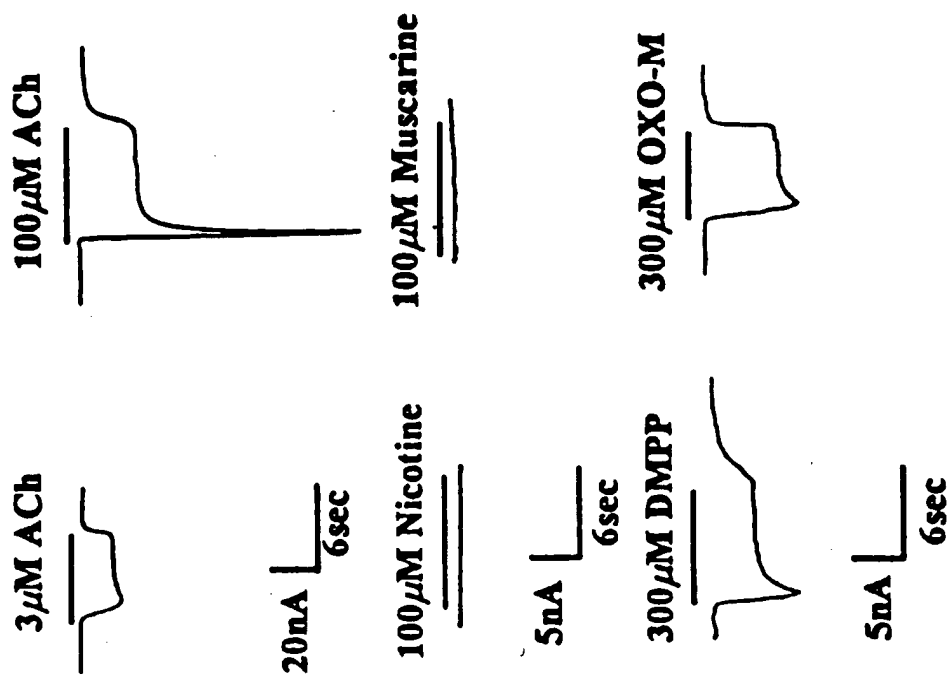 3μM ACh
100μM ACh
20nA
6sec
100μM Nicotine
100μM Muscarine
5nA
6sec
300μM DMPP
300μM OXO-M
5nA
6sec